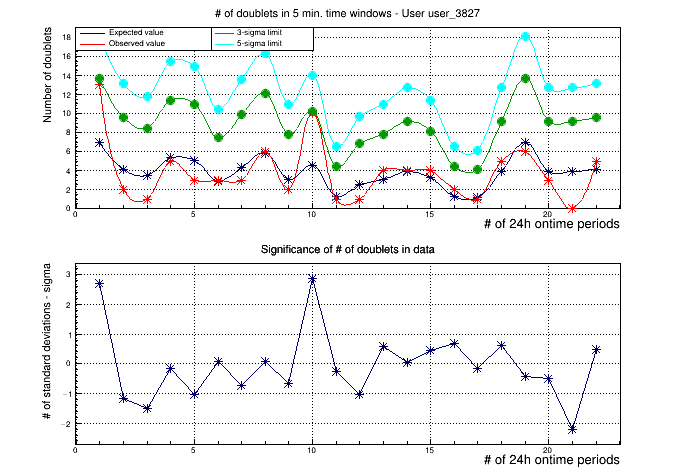 # of doublets in 5 min. time windows - User user_3827
Number of doublets
Expected value
Observed value
3-sigma limit
5-sigma limit
18
16
14
12
10
8
6
4
2
0
0 5 10 15 20
# of 24h ontime periods
Significance of # of doublets in data
# of standard deviations - sigma
3
2
1
0
−1
−2
0 5 10 15 20
# of 24h ontime periods